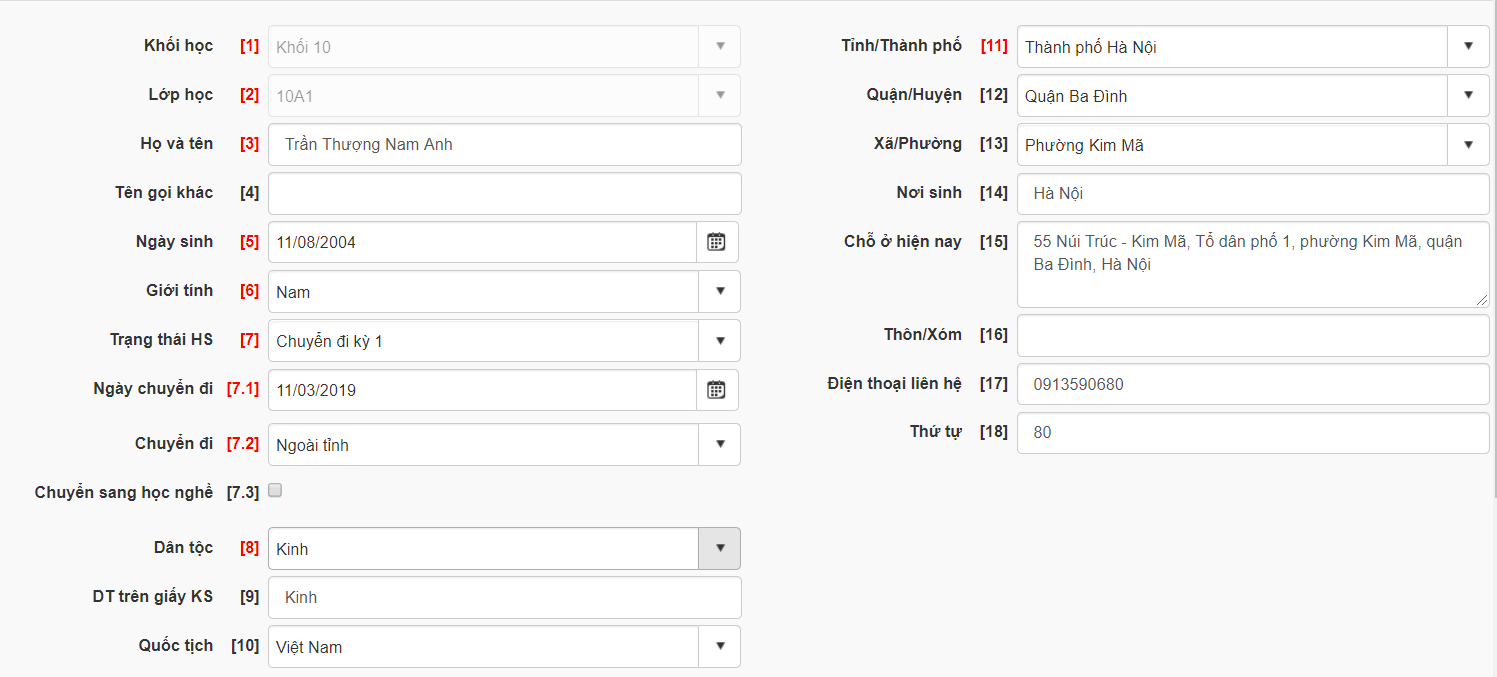 Khối học [1] Khối 10
Lớp học [2] 10A1
Họ và tên [3] Trần Thượng Nam Anh
Tên gọi khác [4]
Ngày sinh [5] 11/08/2004
Giới tính [6] Nam
Trạng thái HS [7] Chuyển đi kỳ 1
Ngày chuyển đi [7.1] 11/03/2019
Chuyển đi [7.2] Ngoài tỉnh
Chuyển sang học nghề [7.3]
Dân tộc [8] Kinh
DT trên giấy KS [9] Kinh
Quốc tịch [10] Việt Nam
Tỉnh/Thành phố [11] Thành phố Hà Nội
Quận/Huyện [12] Quận Ba Đình
Xã/Phường [13] Phường Kim Mã
Nơi sinh [14] Hà Nội
Chỗ ở hiện nay [15] 55 Núi Trúc - Kim Mã, Tổ dân phố 1, phường Kim Mã, quận
Ba Đình, Hà Nội
Thôn/Xóm [16]
Điện thoại liên hệ [17] 0913590680
Thứ tự [18] 80